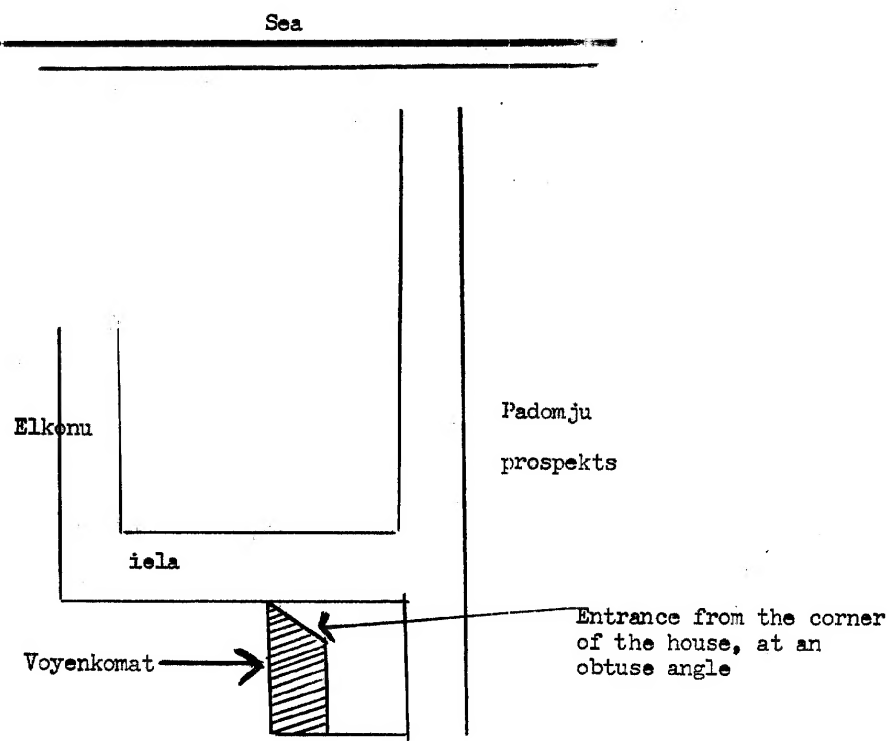 Sea
Elkonu
iela
Padomju
prospekts
Voyenkomat
Entrance from the corner
of the house, at an
obtuse angle